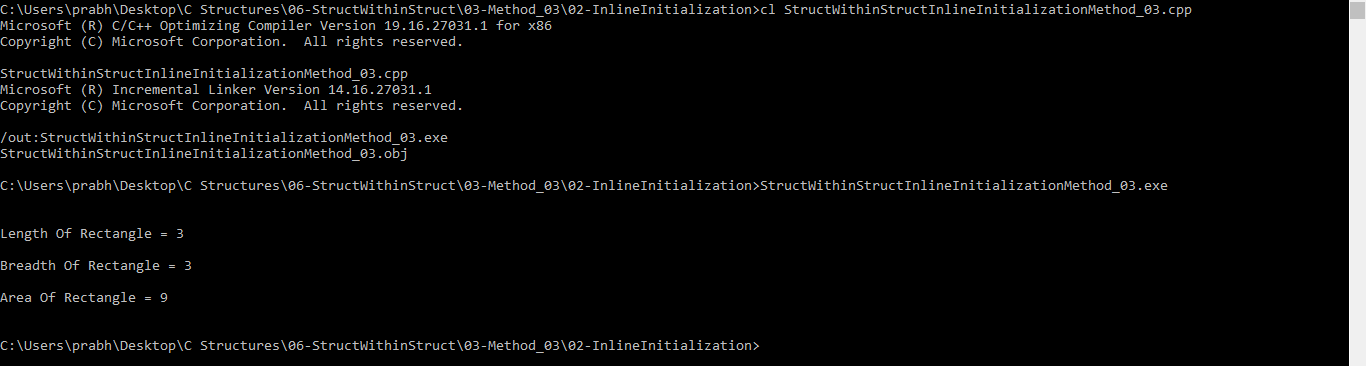 C:\Users\prabh\Desktop\C Structures\06-StructWithinStruct\03-Method_03\02-InlineInitialization>cl StructWithinStructInlineInitializationMethod_03.cpp
Microsoft (R) C/C++ Optimizing Compiler Version 19.16.27031.1 for x86
Copyright (C) Microsoft Corporation.  All rights reserved.
StructWithinStructInlineInitializationMethod_03.cpp
Microsoft (R) Incremental Linker Version 14.16.27031.1
Copyright (C) Microsoft Corporation.  All rights reserved.
/out:StructWithinStructInlineInitializationMethod_03.exe
StructWithinStructInlineInitializationMethod_03.obj
C:\Users\prabh\Desktop\C Structures\06-StructWithinStruct\03-Method_03\02-InlineInitialization>StructWithinStructInlineInitializationMethod_03.exe
Length Of Rectangle = 3
Breadth Of Rectangle = 3
Area Of Rectangle = 9
C:\Users\prabh\Desktop\C Structures\06-StructWithinStruct\03-Method_03\02-InlineInitialization>